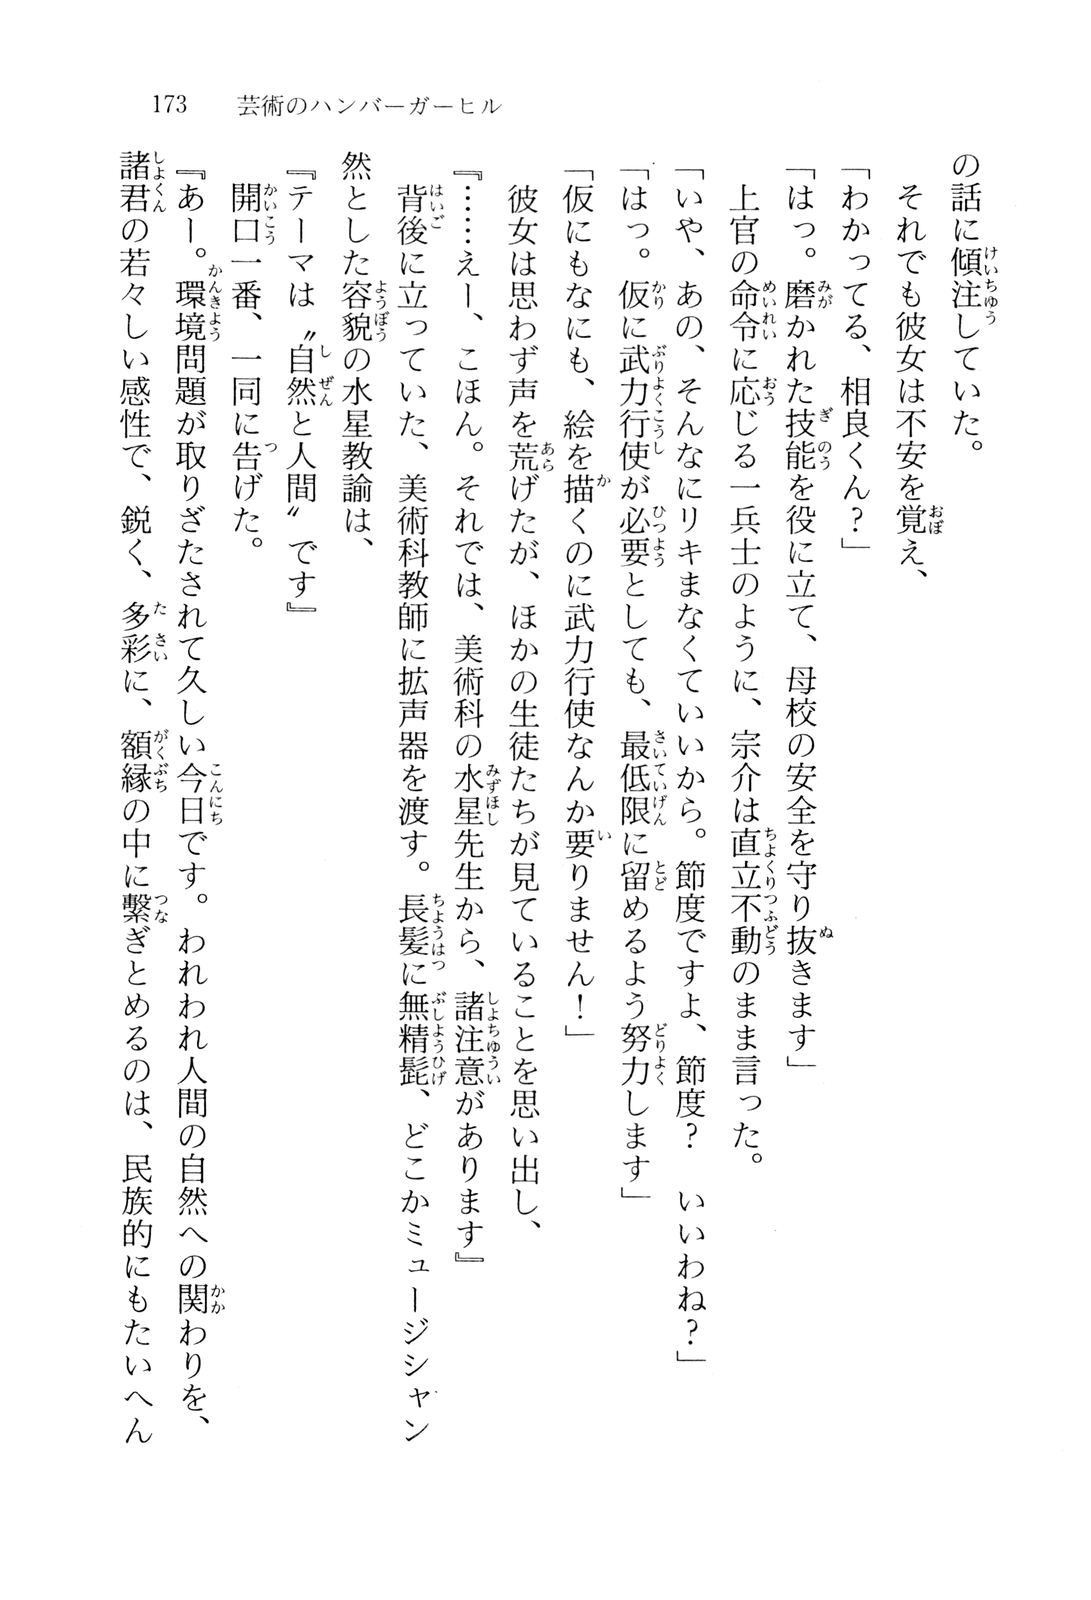 173 芸術のハンバーガーヒル
の話に傾注していた。
それでも彼女は不安を覚え、
「わかってる、相良くん？」
「はっ。磨かれた技能を役に立て、母校の安全を守り抜きます」
上官の命令に応じる一兵士のように、宗介は直立不動のまま言った。
「いや、あの、そんなにリキまなくていいから。節度ですよ、節度？　いいわね？」
「はっ。仮に武力行使が必要としても、最低限に留めるよう努力します」
「仮にもなにも、絵を描くのに武力行使なんか要りません！」
彼女は思わず声を荒げたが、ほかの生徒たちが見ていることを思い出し、
『……えー、こほん。それでは、美術科の水星先生から、諸注意があります』
背後に立っていた、美術科教師に拡声器を渡す。長髪に無精髭、どこかミュージシャン
然とした容貌の水星教諭は、
『テーマは〝自然と人間〟です』
開口一番、一同に告げた。
『あー。環境問題が取りざたされて久しい今日です。われわれ人間の自然への関わりを、
諸君の若々しい感性で、鋭く、多彩に、額縁の中に繋ぎとめるのは、民族的にもたいへん